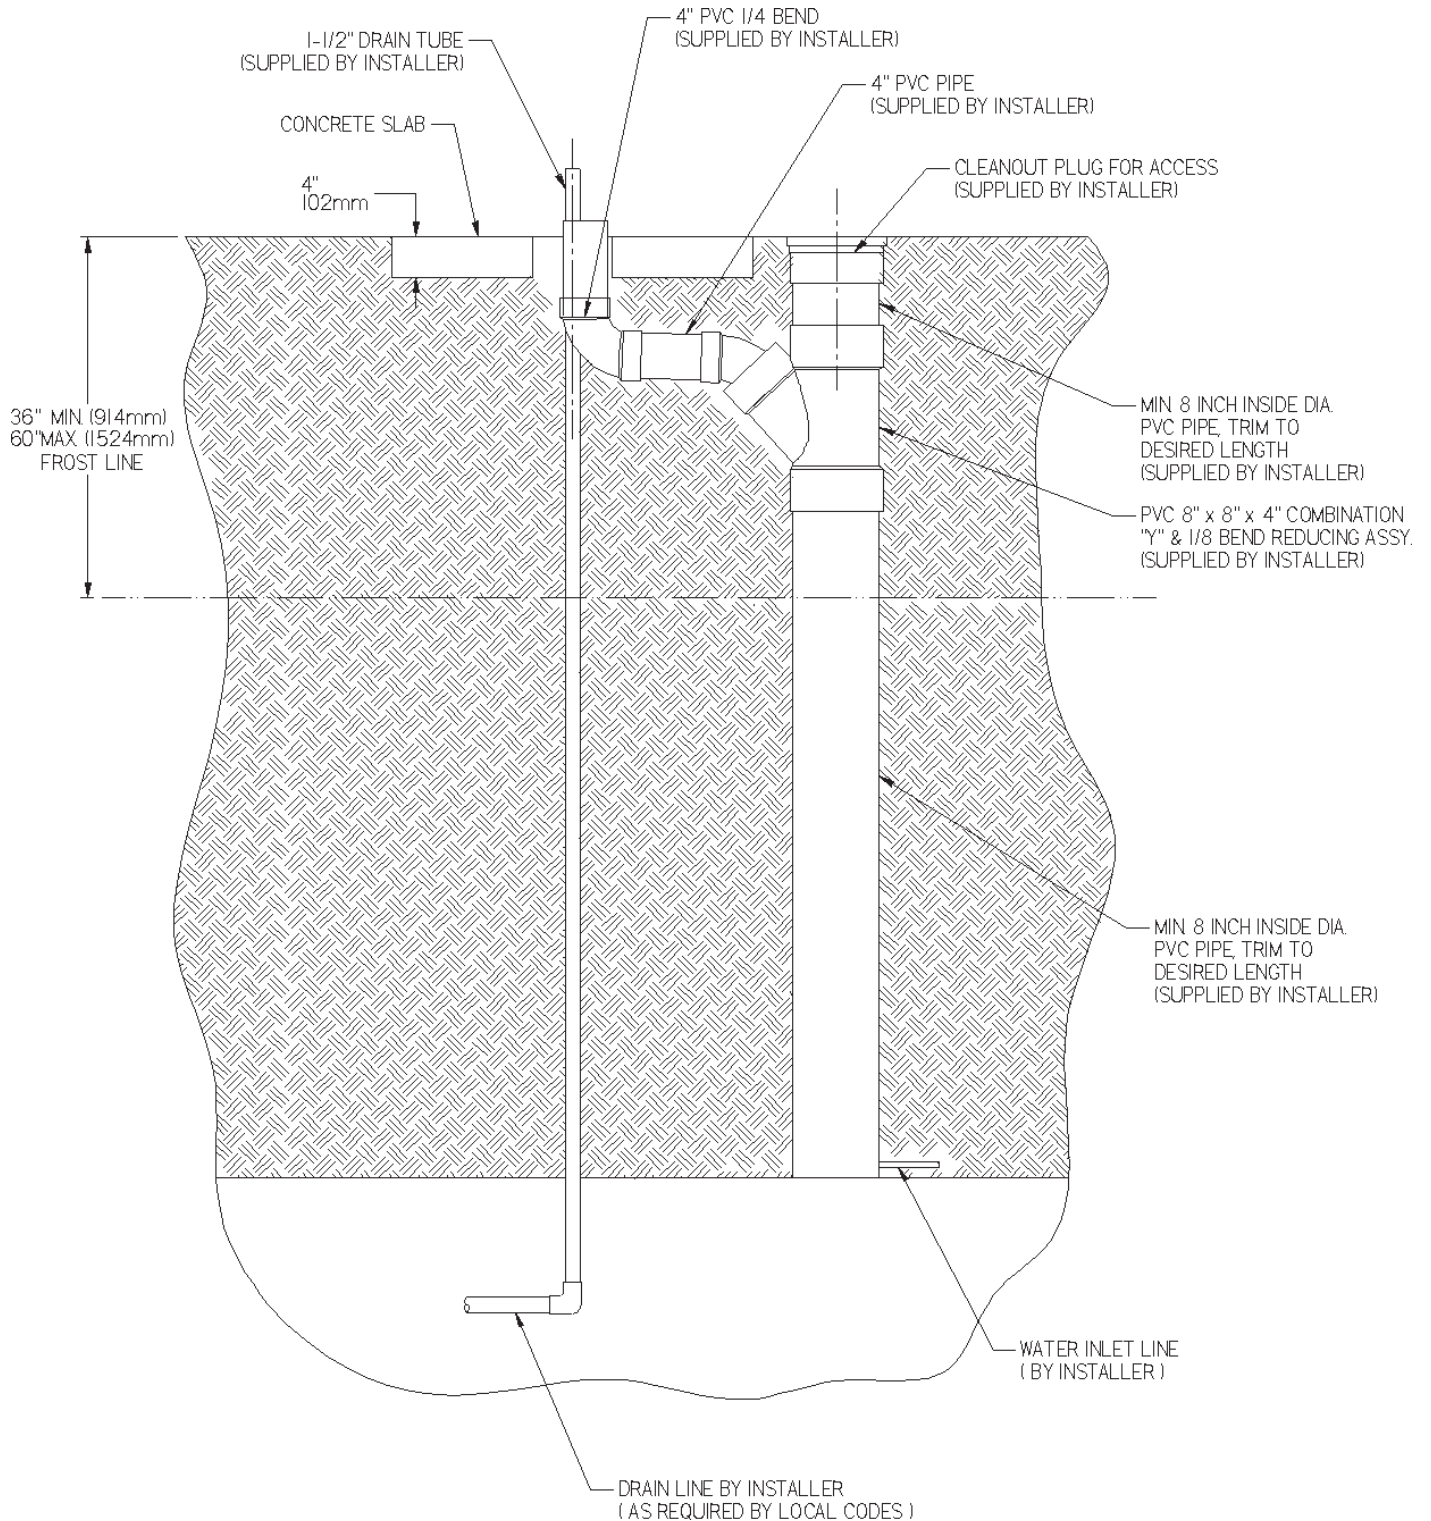 4" PVC 1/4 BEND
(SUPPLIED BY INSTALLER)
1-1/2" DRAIN TUBE
(SUPPLIED BY INSTALLER)
4" PVC PIPE
(SUPPLIED BY INSTALLER)
CONCRETE SLAB
CLEANOUT PLUG FOR ACCESS
(SUPPLIED BY INSTALLER)
4"
102mm
36" MIN. (914mm)
60"MAX. (1524mm)
FROST LINE
MIN. 8 INCH INSIDE DIA.
PVC PIPE, TRIM TO
DESIRED LENGTH
(SUPPLIED BY INSTALLER)
PVC 8" x 8" x 4" COMBINATION
"Y" & 1/8 BEND REDUCING ASSY.
(SUPPLIED BY INSTALLER)
MIN. 8 INCH INSIDE DIA.
PVC PIPE, TRIM TO
DESIRED LENGTH
(SUPPLIED BY INSTALLER)
WATER INLET LINE
( BY INSTALLER )
DRAIN LINE BY INSTALLER
( AS REQUIRED BY LOCAL CODES )